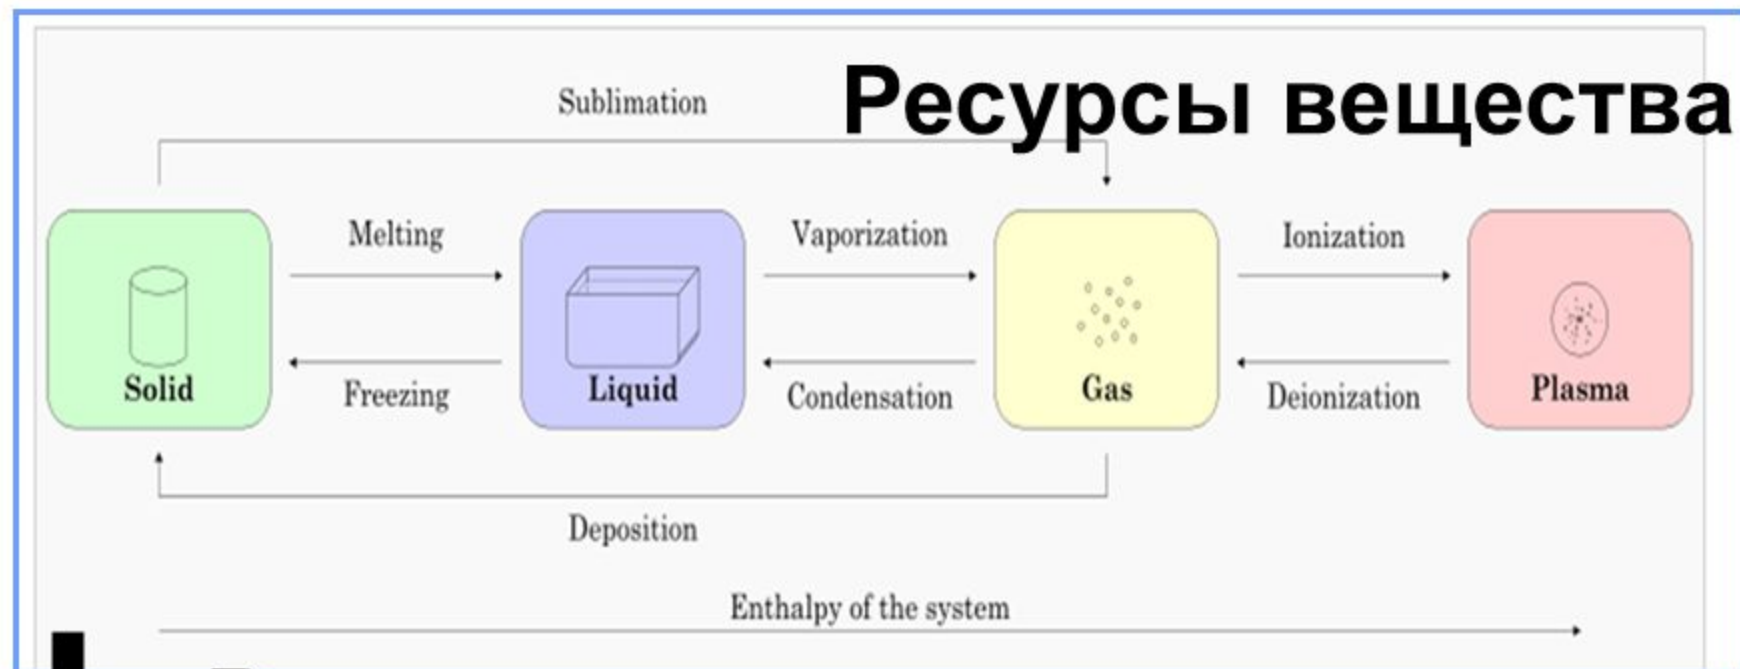 Ресурсы вещества
Sublimation
Melting
Vaporization
Ionization
Solid
Liquid
Gas
Plasma
Freezing
Condensation
Deionization
Deposition
Enthalpy of the system